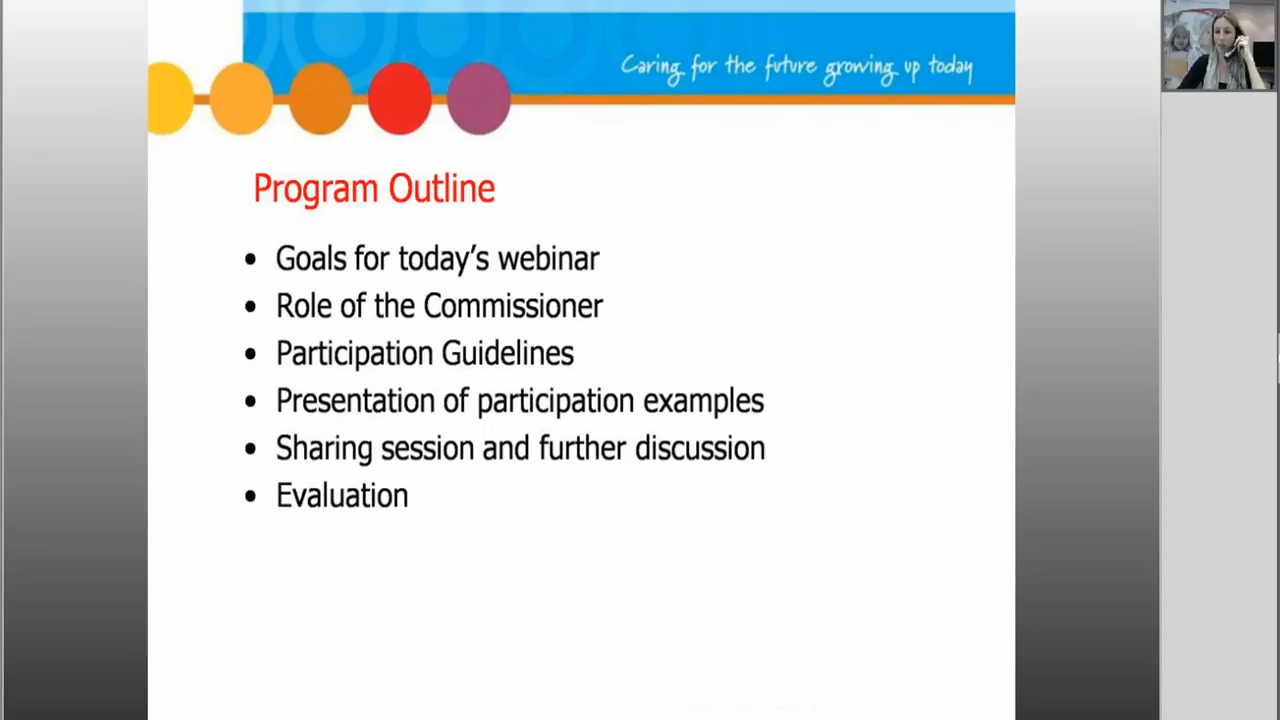 Caring for the future growing up today
Program Outline
• Goals for today's webinar
• Role of the Commissioner
• Participation Guidelines
• Presentation of participation examples
• Sharing session and further discussion
• Evaluation